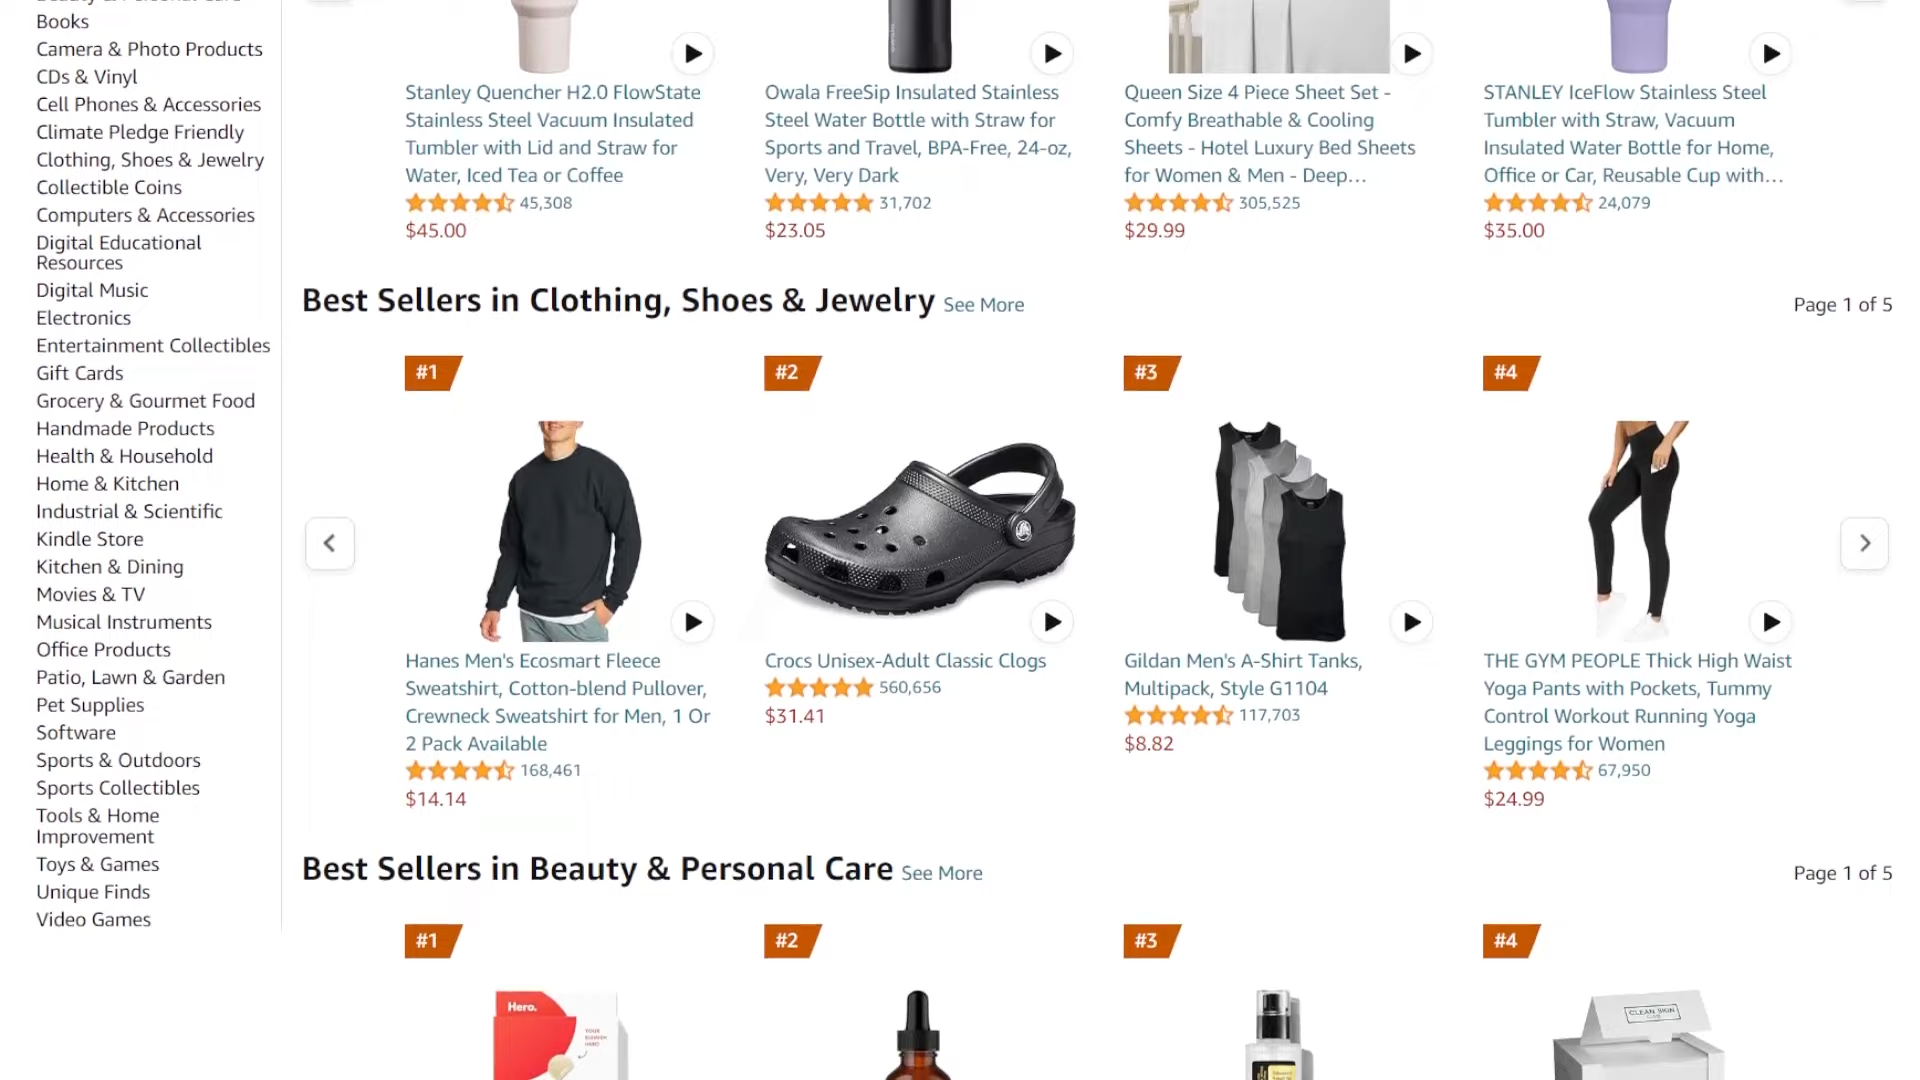 Books
Camera & Photo Products
CDs & Vinyl
Cell Phones & Accessories
Climate Pledge Friendly
Clothing, Shoes & Jewelry
Collectible Coins
Computers & Accessories
Digital Educational
Resources
Digital Music
Electronics
Entertainment Collectibles
Gift Cards
Grocery & Gourmet Food
Handmade Products
Health & Household
Home & Kitchen
Industrial & Scientific
Kindle Store
Kitchen & Dining
Movies & TV
Musical Instruments
Office Products
Patio, Lawn & Garden
Pet Supplies
Software
Sports & Outdoors
Sports Collectibles
Tools & Home
Improvement
Toys & Games
Unique Finds
Video Games
Stanley Quencher H2.0 FlowState
Stainless Steel Vacuum Insulated
Tumbler with Lid and Straw for
Water, Iced Tea or Coffee
45,308
$45.00
Owala FreeSip Insulated Stainless
Steel Water Bottle with Straw for
Sports and Travel, BPA-Free, 24-oz,
Very, Very Dark
31,702
$23.05
Queen Size 4 Piece Sheet Set -
Comfy Breathable & Cooling
Sheets - Hotel Luxury Bed Sheets
for Women & Men - Deep...
305,525
$29.99
STANLEY IceFlow Stainless Steel
Tumbler with Straw, Vacuum
Insulated Water Bottle for Home,
Office or Car, Reusable Cup with...
24,079
$35.00
Best Sellers in Clothing, Shoes & Jewelry See More
Page 1 of 5
#1
Hanes Men's Ecosmart Fleece
Sweatshirt, Cotton-blend Pullover,
Crewneck Sweatshirt for Men, 1 Or
2 Pack Available
168,461
$14.14
#2
Crocs Unisex-Adult Classic Clogs
560,656
$31.41
#3
Gildan Men's A-Shirt Tanks,
Multipack, Style G1104
117,703
$8.82
#4
THE GYM PEOPLE Thick High Waist
Yoga Pants with Pockets, Tummy
Control Workout Running Yoga
Leggings for Women
67,950
$24.99
Best Sellers in Beauty & Personal Care See More
Page 1 of 5
#1
Hero.
#2
#3
#4
CLEAN SKIN